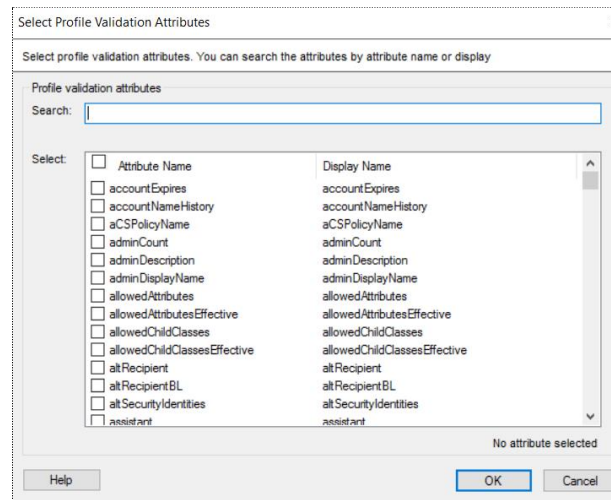 Select Profile Validation Attributes
Select profile validation attributes. You can search the attributes by attribute name or display
Profile validation attributes
Search:
Select:
Attribute Name Display Name
accountExpires accountExpires
accountNameHistory accountNameHistory
aCSPolicyName aCSPolicyName
adminCount adminCount
adminDescription adminDescription
adminDisplayName adminDisplayName
allowedAttributes allowedAttributes
allowedAttributesEffective allowedAttributesEffective
allowedChildClasses allowedChildClasses
allowedChildClassesEffective allowedChildClassesEffective
altRecipient altRecipient
altRecipientBL altRecipientBL
altSecurityIdentities altSecurityIdentities
assistant assistant
No attribute selected
Help OK Cancel